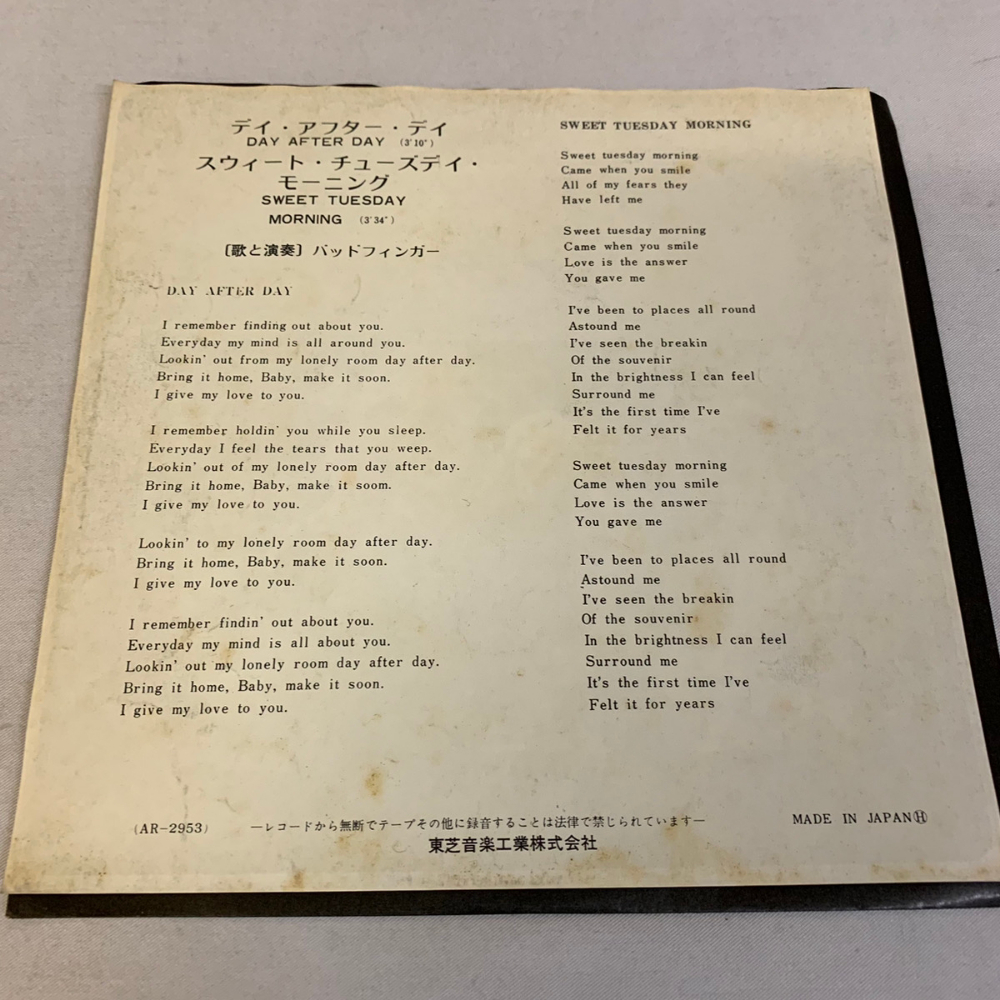 デイ・アフター・デイ
DAY AFTER DAY (3'10")
スウィート・チューズデイ・
モーニング
SWEET TUESDAY
MORNING (3'34")
〔歌と演奏〕バッドフィンガー
DAY AFTER DAY
I remember finding out about you.
Everyday my mind is all around you.
Lookin' out from my lonely room day after day.
Bring it home, Baby, make it soon.
I give my love to you.
I remember holdin' you while you sleep.
Everyday I feel the tears that you weep.
Lookin' out of my lonely room day after day.
Bring it home, Baby, make it soom.
I give my love to you.
Lookin' to my lonely room day after day.
Bring it home, Baby, make it soon.
I give my love to you.
I remember findin' out about you.
Everyday my mind is all about you.
Lookin' out my lonely room day after day.
Bring it home, Baby, make it soon.
I give my love to you.
SWEET TUESDAY MORNING
Sweet tuesday morning
Came when you smile
All of my fears they
Have left me
Sweet tuesday morning
Came when you smile
Love is the answer
You gave me
I've been to places all round
Astound me
I've seen the breakin
Of the souvenir
In the brightness I can feel
Surround me
It's the first time I've
Felt it for years
Sweet tuesday morning
Came when you smile
Love is the answer
You gave me
I've been to places all round
Astound me
I've seen the breakin
Of the souvenir
In the brightness I can feel
Surround me
It's the first time I've
Felt it for years
(AR-2953)
―レコードから無断でテープその他に録音することは法律で禁じられています―
東芝音楽工業株式会社
MADE IN JAPANⒽ